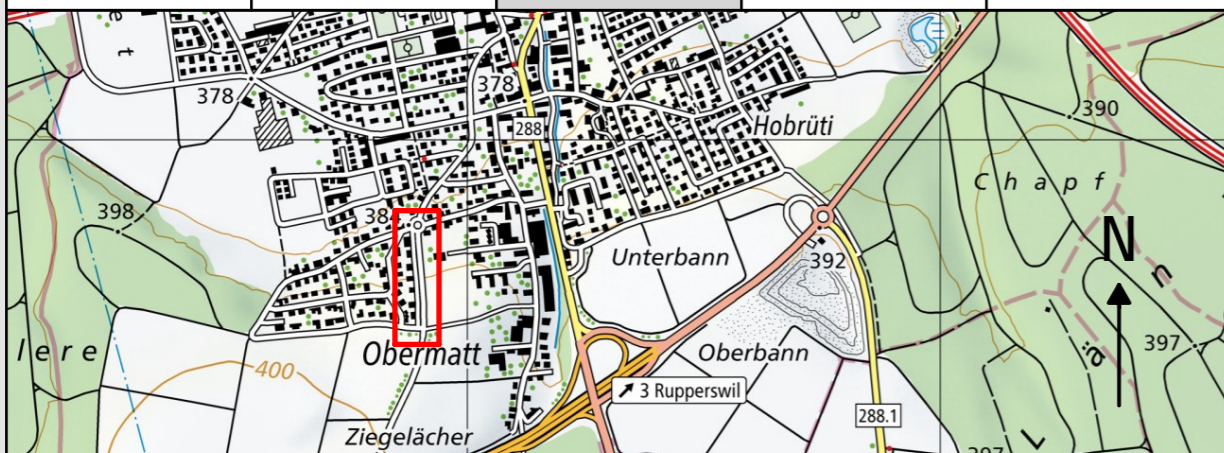 t
e
378
378
288
Hobrüti
390
Chapf
398
38
Unterbann
392
N
n
ä
L
lere
400
Obermatt
Oberbann
397
3 Rupperswil
288.1
Ziegelächer
397